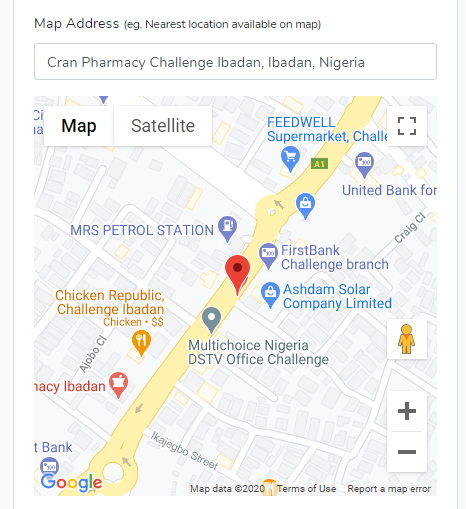 Map Address (eg. Nearest location available on map)
Cran Pharmacy Challenge Ibadan, Ibadan, Nigeria
Map
Satellite
FEEDWELL
Supermarket, Challe
A1
United Bank for
Craig Cl
MRS PETROL STATION
FirstBank
Challenge branch
Ashdam Solar
Company Limited
Chicken Republic,
Challenge Ibadan
Chicken • $$
Multichoice Nigeria
DSTV Office Challenge
Ajobo Cl
nacy Ibadan
Ikajegbo Street
t Bank
Google
Map data ©2020
Terms of Use
Report a map error